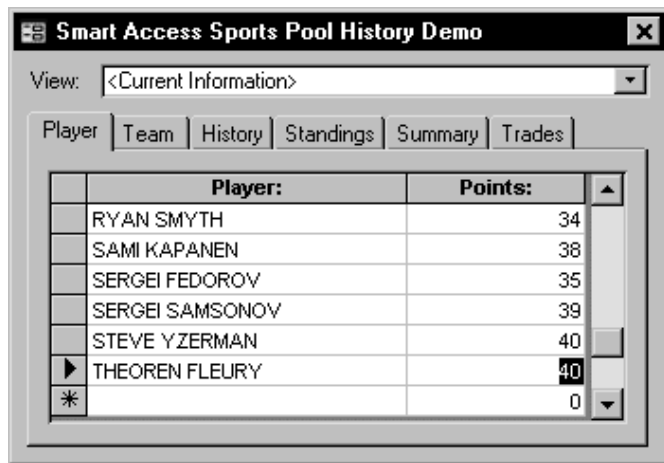 Smart Access Sports Pool History Demo
View: <Current Information>
Player Team History Standings Summary Trades
Player: Points:
RYAN SMYTH 34
SAMI KAPANEN 38
SERGEI FEDOROV 35
SERGEI SAMSONOV 39
STEVE YZERMAN 40
THEOREN FLEURY 40
0